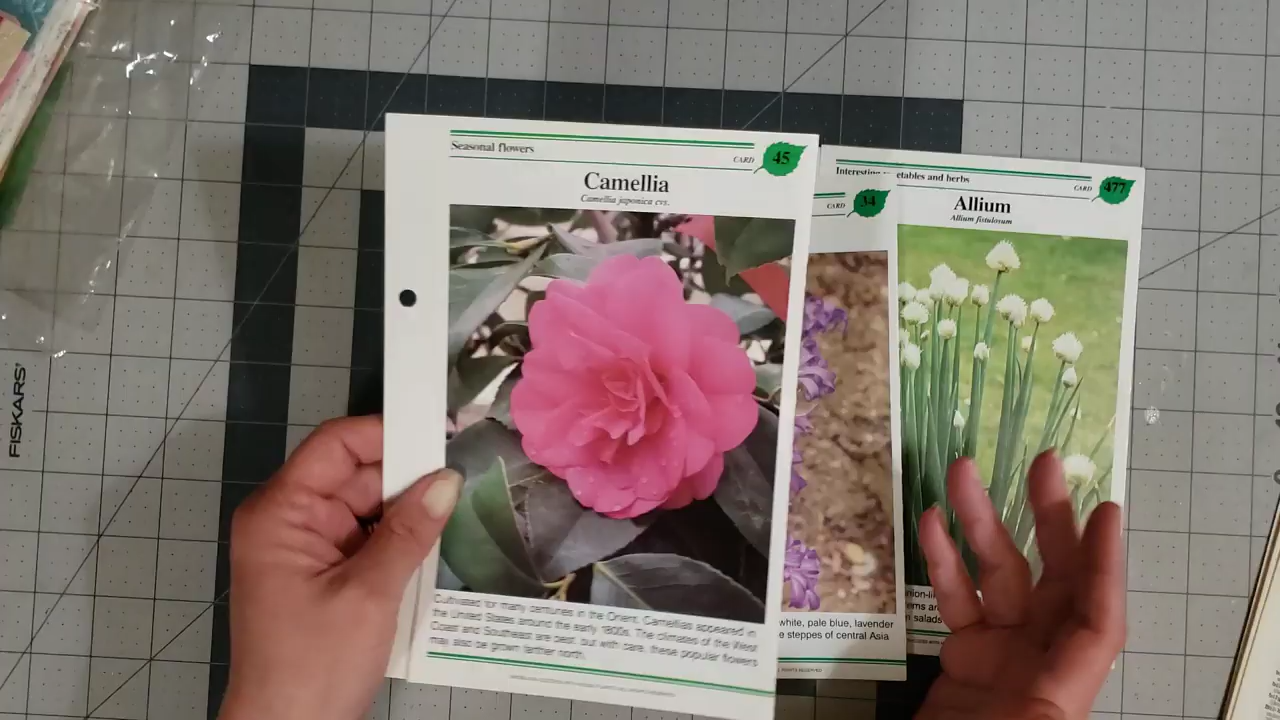 Seasonal flowers
CARD
45
Camellia
Camellia japonica cvs.
Cultivated for many centuries in the Orient, Camellias appeared in
the United States around the early 1800s. The climates of the West
Coast and Southeast are best, but with care, these popular flowers
may also be grown farther north.
CARD
34
white, pale blue, lavender
e steppes of central Asia
Interesting
etables and herbs
CARD
477
Allium
Allium fistulosum
salads
FISKARS